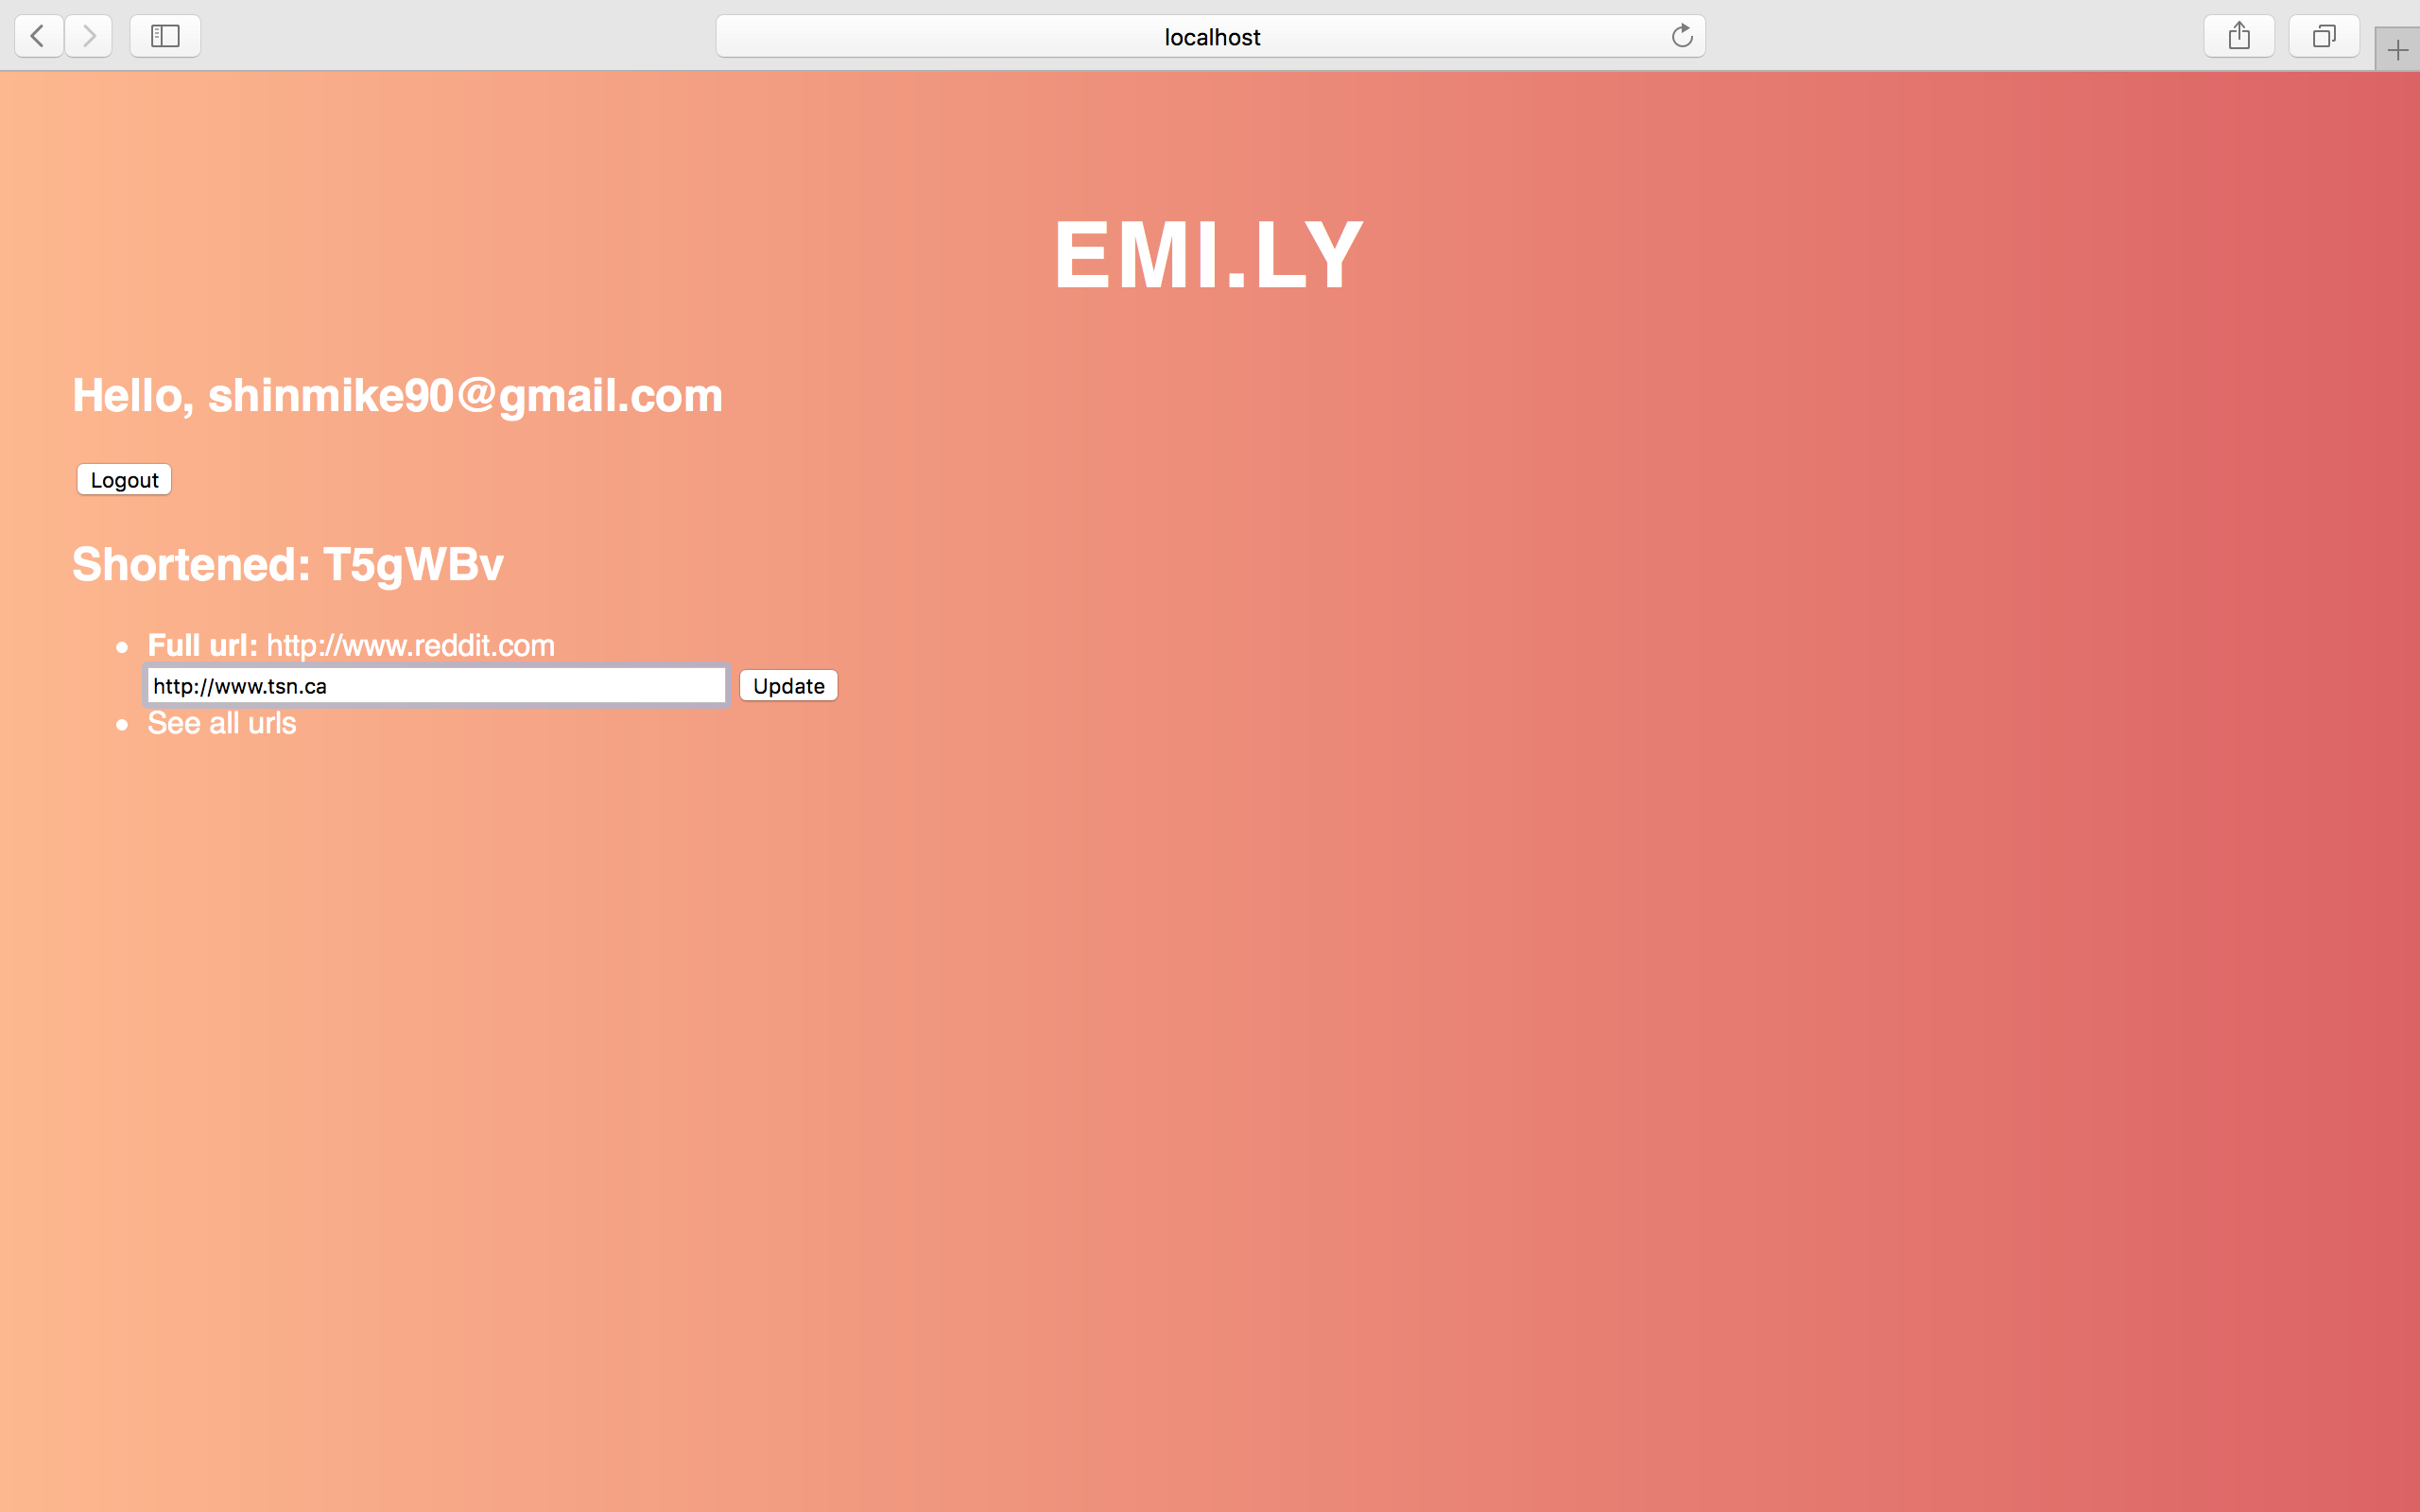 localhost
EMI.LY
Hello, shinmike90@gmail.com
Logout
Shortened: T5gWBv
Full url: http://www.reddit.com
http://www.tsn.ca Update
See all urls